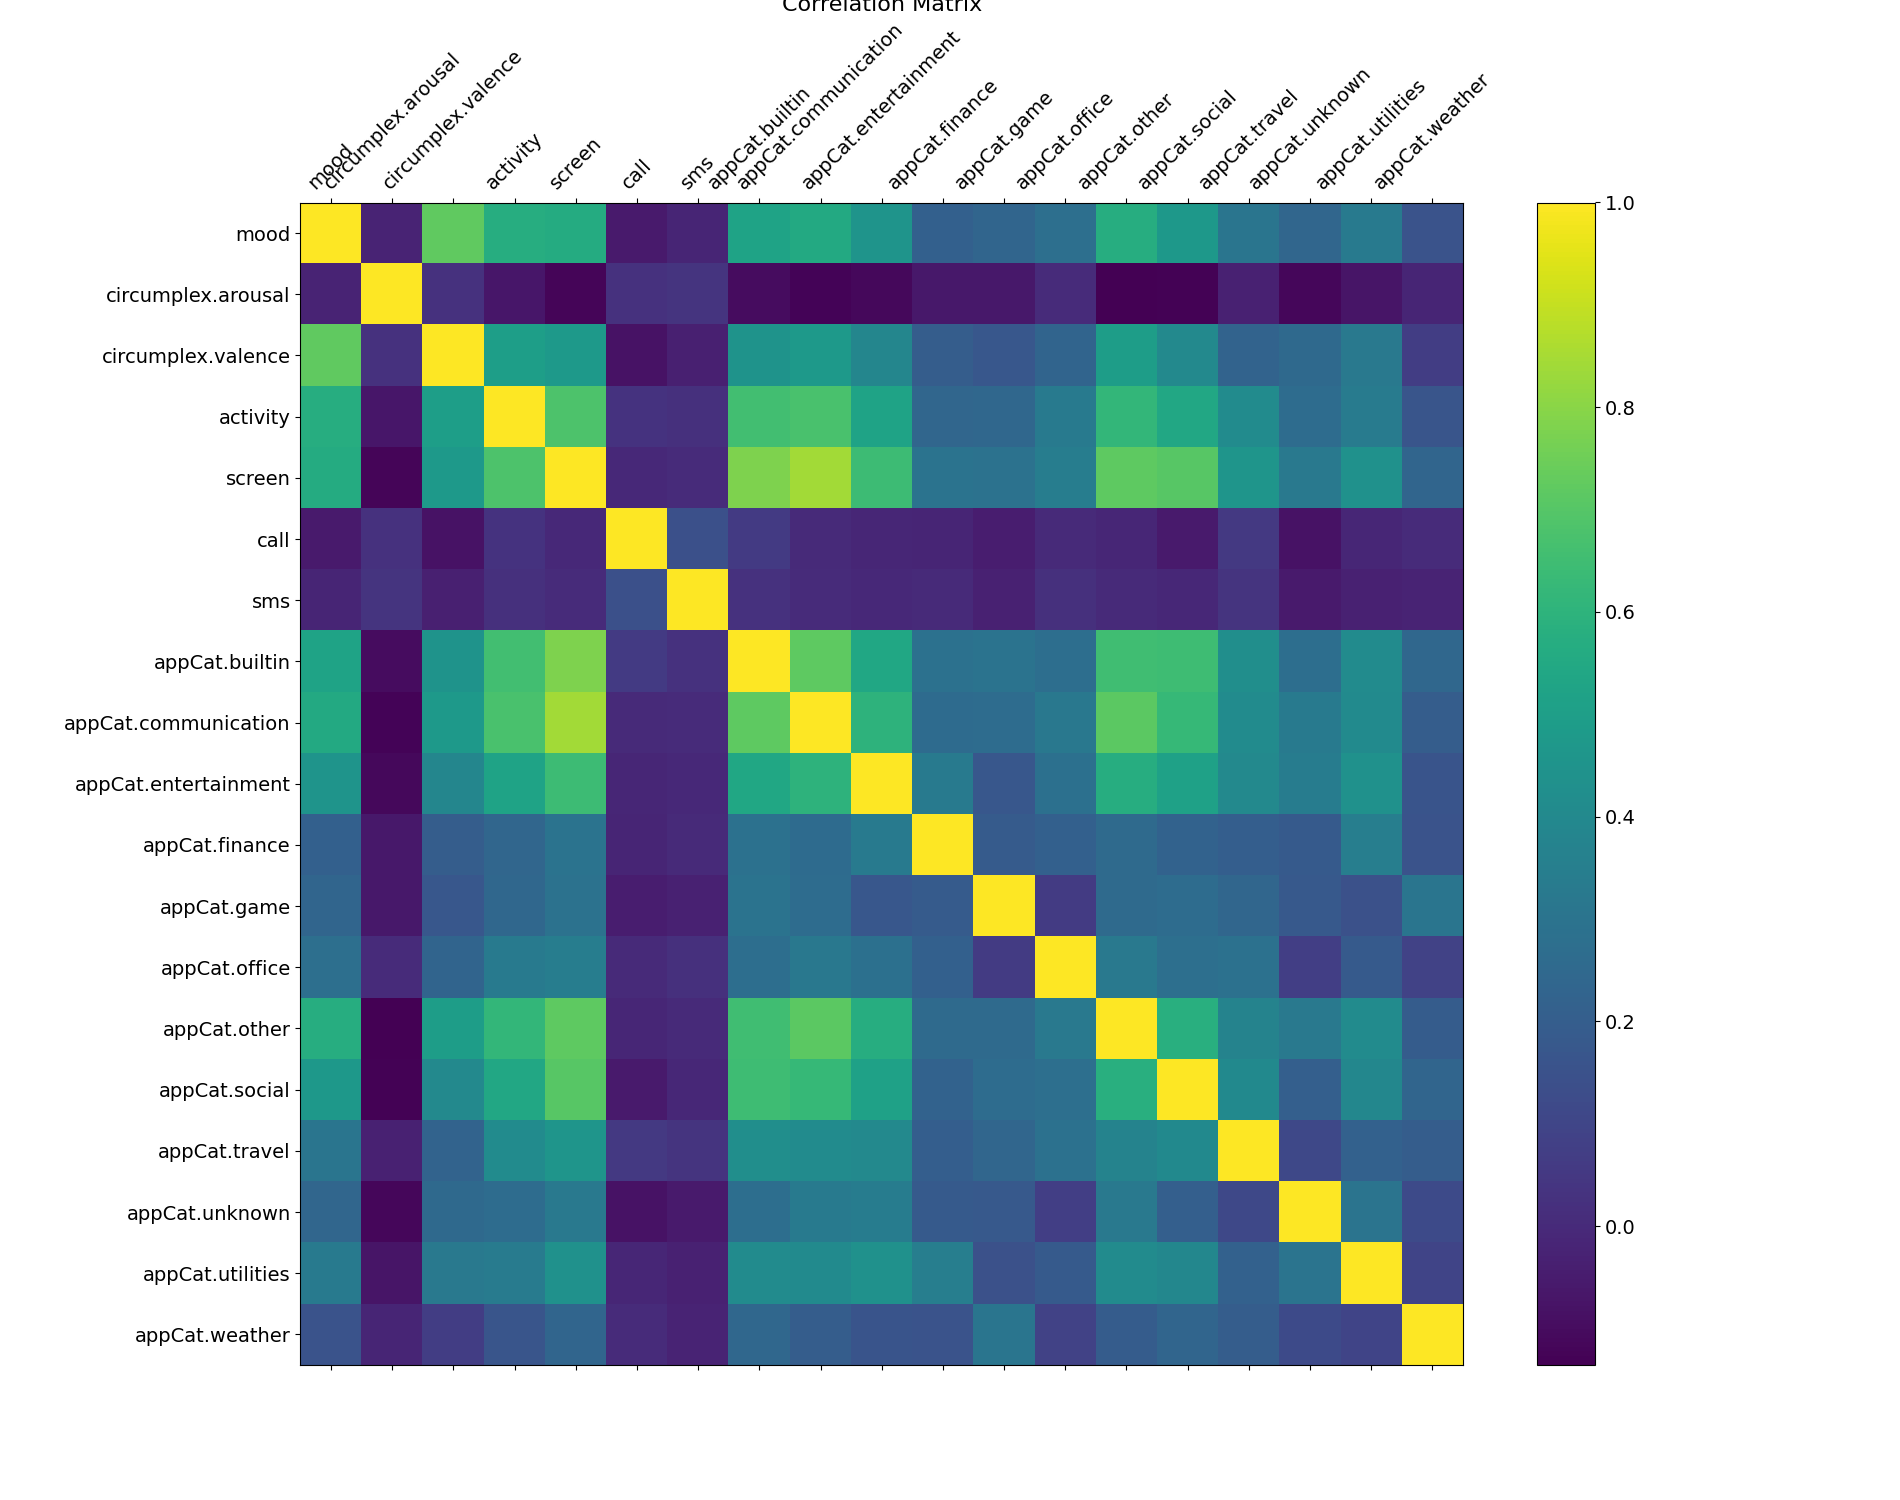 Correlation Matrix
mood
circumplex.arousal
circumplex.valence
activity
screen
call
sms
appCat.builtin
appCat.communication
appCat.entertainment
appCat.finance
appCat.game
appCat.office
appCat.other
appCat.social
appCat.travel
appCat.unknown
appCat.utilities
appCat.weather
mood
circumplex.arousal
circumplex.valence
activity
screen
call
sms
appCat.builtin
appCat.communication
appCat.entertainment
appCat.finance
appCat.game
appCat.office
appCat.other
appCat.social
appCat.travel
appCat.unknown
appCat.utilities
appCat.weather
1.0
0.8
0.6
0.4
0.2
0.0